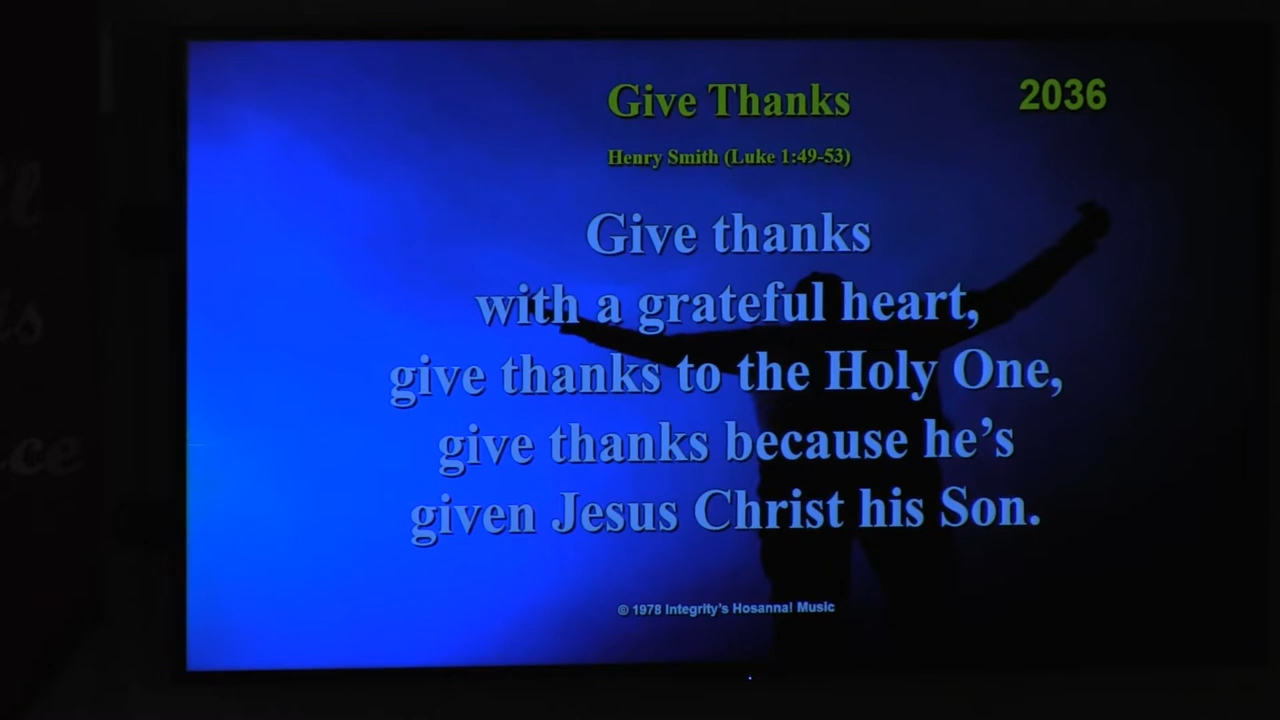 Give Thanks
2036
Henry Smith (Luke 1:49-53)
Give thanks
with a grateful heart,
give thanks to the Holy One,
give thanks because he's
given Jesus Christ his Son.
© 1978 Integrity's Hosanna! Music